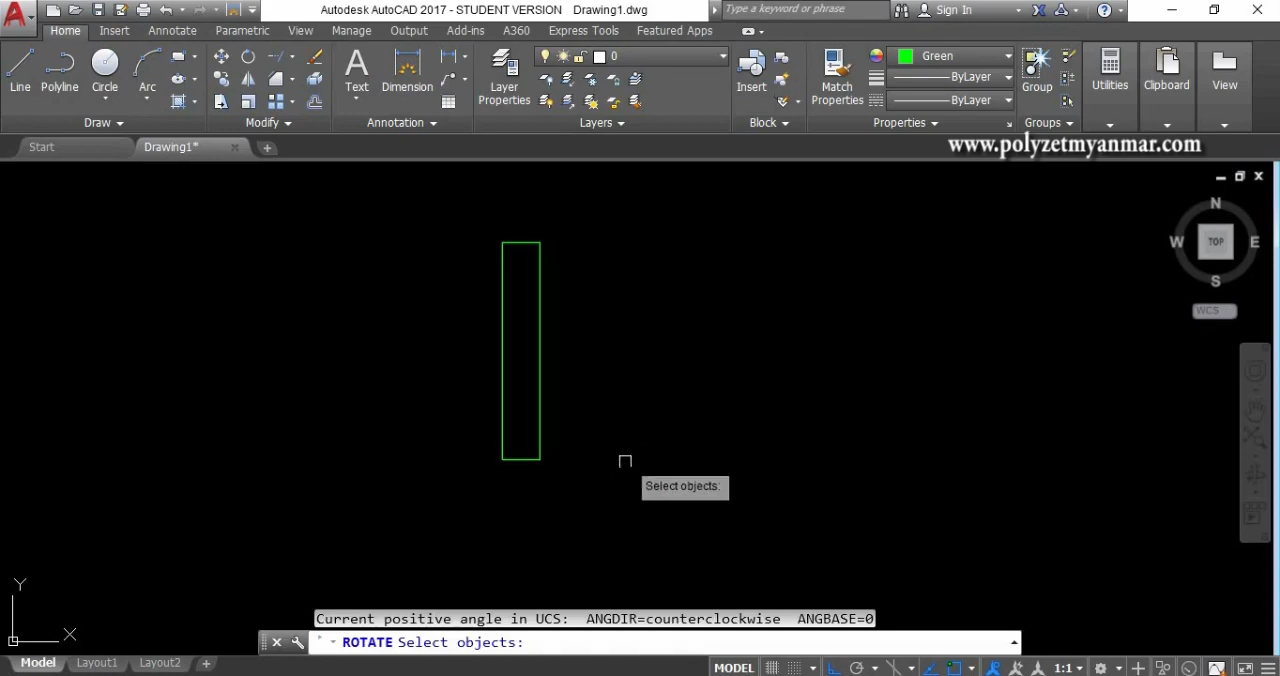 Autodesk AutoCAD 2017 - STUDENT VERSION Drawing1.dwg
Type a keyword or phrase
Sign In
Home Insert Annotate Parametric View Manage Output Add-ins A360 Express Tools Featured Apps
Line Polyline Circle Arc
Text Dimension
Layer Properties
0
Insert
Match Properties
Green
ByLayer
ByLayer
Group
Utilities
Clipboard
View
Draw Modify Annotation Layers Block Properties Groups
Start Drawing1*
www.polyzetmyanmar.com
N
W TOP E
S
WCS
Select objects:
Y
X
Current positive angle in UCS: ANGDIR=counterclockwise ANGBASE=0
ROTATE Select objects:
Model Layout1 Layout2
MODEL 1:1